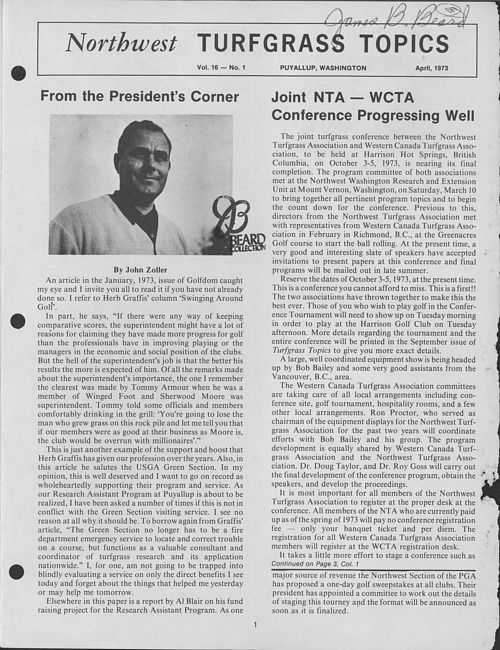 James B. Beard
Northwest TURFGRASS TOPICS
Vol. 16 — No. 1 PUYALLUP, WASHINGTON April, 1973
From the President's Corner
BEARD
COLLECTION
By John Zoller
An article in the January, 1973, issue of Golfdom caught
my eye and I invite you all to read it if you have not already
done so. I refer to Herb Graffis' column 'Swinging Around
Golf'.
In part, he says, "If there were any way of keeping
comparative scores, the superintendent might have a lot of
reasons for claiming they have made more progress for golf
than the professionals have in improving playing or the
managers in the economic and social position of the clubs.
But the hell of the superintendent's job is that the better his
results the more is expected of him. Of all the remarks made
about the superintendent's importance, the one I remember
the clearest was made by Tommy Armour when he was a
member of Winged Foot and Sherwood Moore was
superintendent. Tommy told some officials and members
comfortably drinking in the grill: 'You're going to lose the
man who grew grass on this rock pile and let me tell you that
if our members were as good at their business as Moore is,
the club would be overrun with millionaires'."
This is just another example of the support and boost that
Herb Graffis has given our profession over the years. Also, in
this article he salutes the USGA Green Section. In my
opinion, this is well deserved and I want to go on record as
wholeheartedly supporting their program and service. As
our Research Assistant Program at Puyallup is about to be
realized, I have been asked a number of times if this is not in
conflict with the Green Section visiting service. I see no
reason at all why it should be. To borrow again from Graffis'
article, "The Green Section no longer has to be a fire
department emergency service to locate and correct trouble
on a course, but functions as a valuable consultant and
coordinator of turfgrass research and its application
nationwide." I, for one, am not going to be trapped into
blindly evaluating a service on only the direct benefits I see
today and forget about the things that helped me yesterday
or may help me tomorrow.
Elsewhere in this paper is a report by Al Blair on his fund
raising project for the Research Assistant Program. As one
Joint NTA — WCTA
Conference Progressing Well
The joint turfgrass conference between the Northwest
Turfgrass Association and Western Canada Turfgrass Asso-
ciation, to be held at Harrison Hot Springs, British
Columbia, on October 3-5, 1973, is nearing its final
completion. The program committee of both associations
met at the Northwest Washington Research and Extension
Unit at Mount Vernon, Washington, on Saturday, March 10
to bring together all pertinent program topics and to begin
the count down for the conference. Previous to this,
directors from the Northwest Turfgrass Association met
with representatives from Western Canada Turfgrass Asso-
ciation in February in Richmond, B.C., at the Greenacres
Golf course to start the ball rolling. At the present time, a
very good and interesting slate of speakers have accepted
invitations to present papers at this conference and final
programs will be mailed out in late summer.
Reserve the dates of October 3-5, 1973, at the present time.
This is a conference you cannot afford to miss. This is a first!!
The two associations have thrown together to make this the
best ever. Those of you who wish to play golf in the Confer-
ence Tournament will need to show up on Tuesday morning
in order to play at the Harrison Golf Club on Tuesday
afternoon. More details regarding the tournament and the
entire conference will be printed in the September issue of
Turfgrass Topics to give you more exact details.
A large, well coordinated equipment show is being headed
up by Bob Bailey and some very good assistants from the
Vancouver, B.C., area.
The Western Canada Turfgrass Association committees
are taking care of all local arrangements including con-
ference site, golf tournament, hospitality rooms, and a few
other local arrangements. Ron Proctor, who served as
chairman of the equipment displays for the Northwest Turf-
grass Association for the past two years will coordinate
efforts with Bob Bailey and his group. The program
development is equally shared by Western Canada Turf-
grass Association and the Northwest Turfgrass Asso-
ciation. Dr. Doug Taylor, and Dr. Roy Goss will carry out
the final development of the conference program, obtain the
speakers, and develop the proceedings.
It is most important for all members of the Northwest
Turfgrass Association to register at the proper desk at the
conference. All members of the NTA who are currently paid
up as of the spring of 1973 will pay no conference registration
fee — only your banquet ticket and per diem. The
registration for all Western Canada Turfgrass Association
members will register at the WCTA registration desk.
It takes a little more effort to stage a conference such as
Continued on Page 3, Col. 1
major source of revenue the Northwest Section of the PGA
has proposed a one-day golf sweepstakes at all clubs. Their
president has appointed a committee to work out the details
of staging this tourney and the format will be announced as
soon as it is finalized.
1